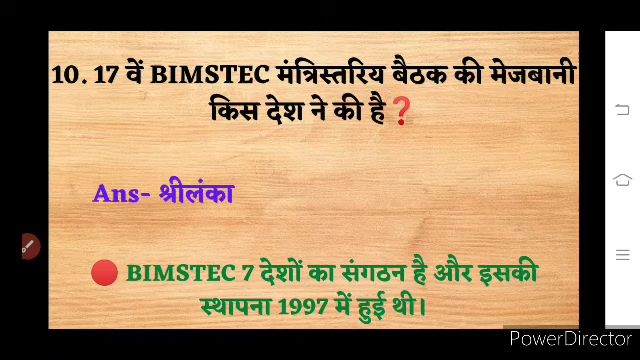 10. 17 वें BIMSTEC मंत्रिस्तरिय बैठक की मेजबानी
किस देश ने की है❓
Ans- श्रीलंका
🔴 BIMSTEC 7 देशों का संगठन है और इसकी
स्थापना 1997 में हुई थी।
PowerDirector